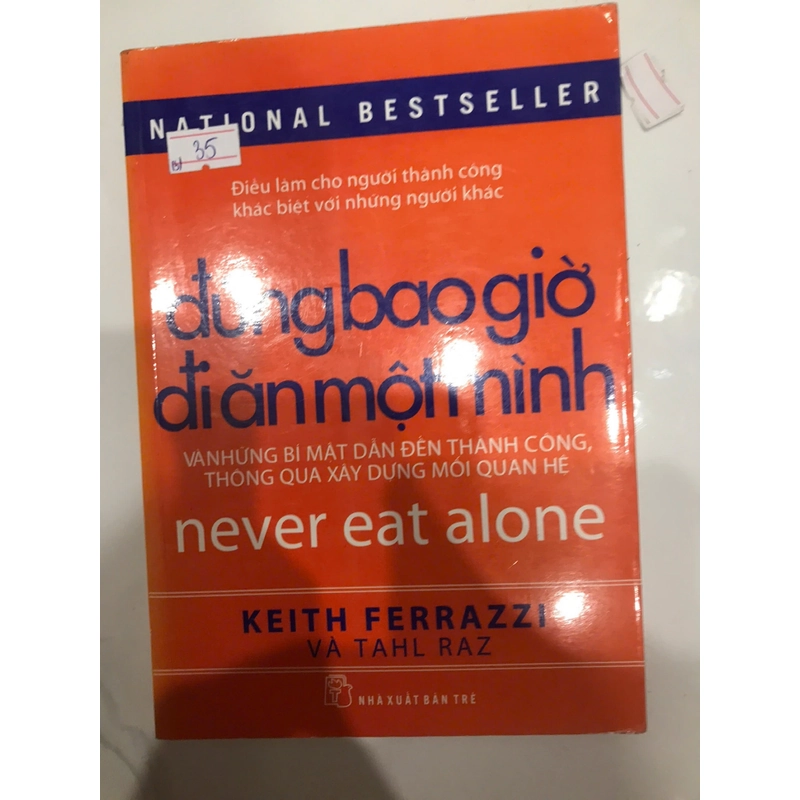 NATIONAL BESTSELLER
35
Điều làm cho người thành công
khác biệt với những người khác
đừng bao giờ
đi ăn một mình
VÀ NHỮNG BÍ MẬT DẪN ĐẾN THÀNH CÔNG,
THÔNG QUA XÂY DỰNG MỐI QUAN HỆ
never eat alone
KEITH FERRAZZI
VÀ TAHL RAZ
NHÀ XUẤT BẢN TRẺ